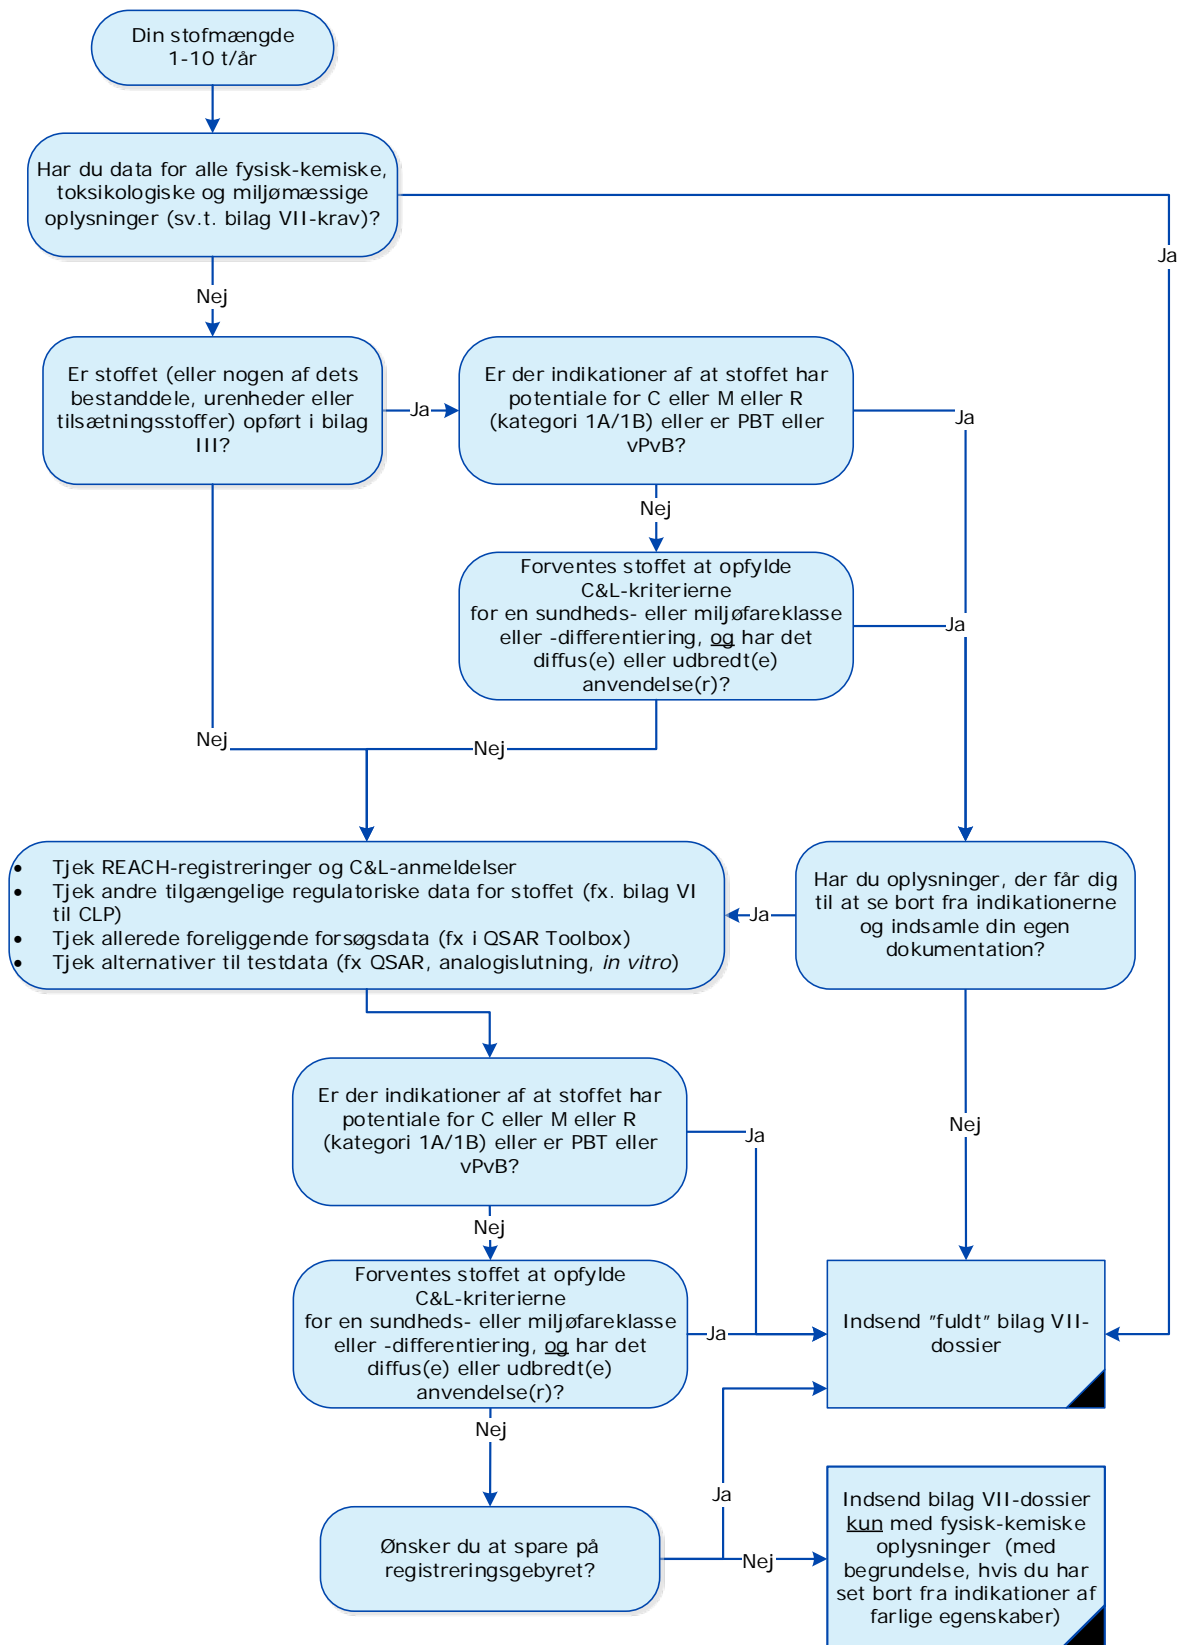 Din stofmængde
1-10 t/år
Har du data for alle fysisk-kemiske,
toksikologiske og miljømæssige
oplysninger (sv.t. bilag VII-krav)?
Ja
Nej
Er stoffet (eller nogen af dets
bestanddele, urenheder eller
tilsætningsstoffer) opført i bilag
III?
Ja
Er der indikationer af at stoffet har
potentiale for C eller M eller R
(kategori 1A/1B) eller er PBT eller
vPvB?
Ja
Nej
Forventes stoffet at opfylde
C&L-kriterierne
for en sundheds- eller miljøfareklasse
eller -differentiering, og har det
diffus(e) eller udbredt(e)
anvendelse(r)?
Ja
Nej
Nej
• Tjek REACH-registreringer og C&L-anmeldelser
• Tjek andre tilgængelige regulatoriske data for stoffet (fx. bilag VI
til CLP)
• Tjek allerede foreliggende forsøgsdata (fx i QSAR Toolbox)
• Tjek alternativer til testdata (fx QSAR, analogislutning, in vitro)
Ja
Har du oplysninger, der får dig
til at se bort fra indikationerne
og indsamle din egen
dokumentation?
Nej
Er der indikationer af at stoffet har
potentiale for C eller M eller R
(kategori 1A/1B) eller er PBT eller
vPvB?
Ja
Nej
Forventes stoffet at opfylde
C&L-kriterierne
for en sundheds- eller miljøfareklasse
eller -differentiering, og har det
diffus(e) eller udbredt(e)
anvendelse(r)?
Ja
Indsend ”fuldt” bilag VII-
dossier
Nej
Ønsker du at spare på
registreringsgebyret?
Ja
Nej
Indsend bilag VII-dossier
kun med fysisk-kemiske
oplysninger (med
begrundelse, hvis du har
set bort fra indikationer af
farlige egenskaber)